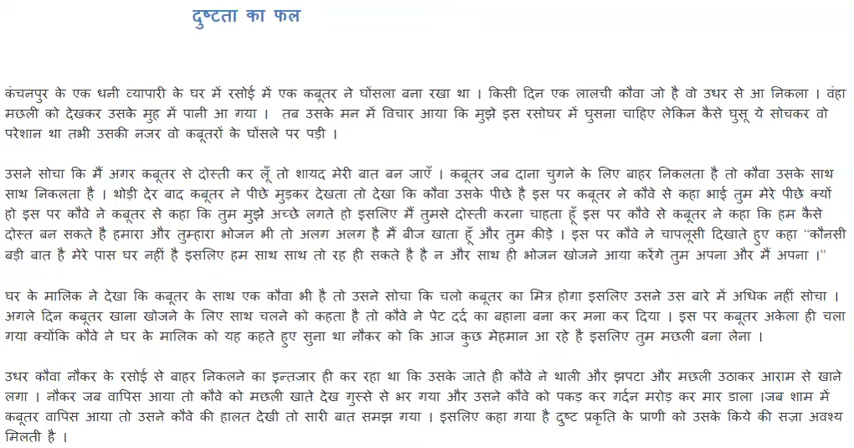 दुष्टता का फल
कंचनपुर के एक धनी व्यापारी के घर में रसोई में एक कबूतर ने घोंसला बना रखा था । किसी दिन एक लालची कौवा जो है वो उधर से आ निकला । वंहा
मछली को देखकर उसके मुह में पानी आ गया । तब उसके मन में विचार आया कि मुझे इस रसोघर में घुसना चाहिए लेकिन कैसे घुसू ये सोचकर वो
परेशान था तभी उसकी नजर वो कबूतरों के घोंसले पर पड़ी ।
उसने सोचा कि मैं अगर कबूतर से दोस्ती कर लूँ तो शायद मेरी बात बन जाएँ । कबूतर जब दाना चुगने के लिए बाहर निकलता है तो कौवा उसके साथ
साथ निकलता है । थोड़ी देर बाद कबूतर ने पीछे मुड़कर देखता तो देखा कि कौवा उसके पीछे है इस पर कबूतर ने कौवे से कहा भाई तुम मेरे पीछे क्यों
हो इस पर कौवे ने कबूतर से कहा कि तुम मुझे अच्छे लगते हो इसलिए मैं तुमसे दोस्ती करना चाहता हूँ इस पर कौवे से कबूतर ने कहा कि हम कैसे
दोस्त बन सकते है हमारा और तुम्हारा भोजन भी तो अलग अलग है मैं बीज खाता हूँ और तुम कीड़े । इस पर कौवे ने चापलूसी दिखाते हुए कहा “कौनसी
बड़ी बात है मेरे पास घर नहीं है इसलिए हम साथ साथ तो रह ही सकते है है न और साथ ही भोजन खोजने आया करेंगे तुम अपना और मैं अपना ।”
घर के मालिक ने देखा कि कबूतर के साथ एक कौवा भी है तो उसने सोचा कि चलो कबूतर का मित्र होगा इसलिए उसने उस बारे में अधिक नहीं सोचा ।
अगले दिन कबूतर खाना खोजने के लिए साथ चलने को कहता है तो कौवे ने पेट दर्द का बहाना बना कर मना कर दिया । इस पर कबूतर अकेला ही चला
गया क्योंकि कौवे ने घर के मालिक को यह कहते हुए सुना था नौकर को कि आज कुछ मेहमान आ रहे है इसलिए तुम मछली बना लेना ।
उधर कौवा नौकर के रसोई से बाहर निकलने का इन्तजार ही कर रहा था कि उसके जाते ही कौवे ने थाली और झपटा और मछली उठाकर आराम से खाने
लगा । नौकर जब वापिस आया तो कौवे को मछली खाते देख गुस्से से भर गया और उसने कौवे को पकड़ कर गर्दन मरोड़ कर मार डाला ।जब शाम में
कबूतर वापिस आया तो उसने कौवे की हालत देखी तो सारी बात समझ गया । इसलिए कहा गया है दुष्ट प्रकृति के प्राणी को उसके किये की सज़ा अवश्य
मिलती है ।